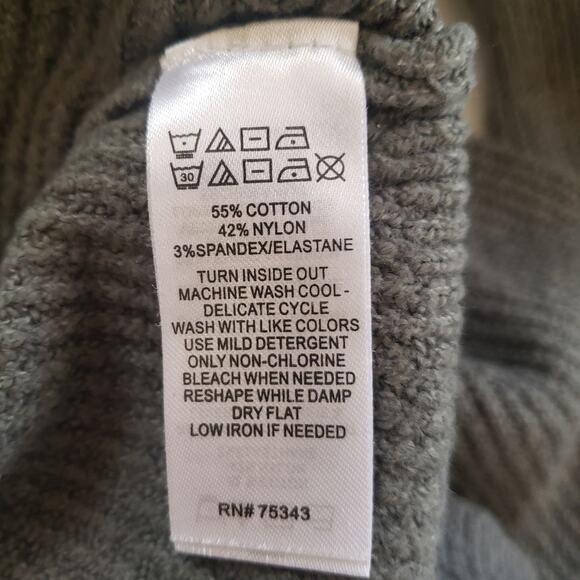 30
55% COTTON
42% NYLON
3%SPANDEX/ELASTANE
TURN INSIDE OUT
MACHINE WASH COOL -
DELICATE CYCLE
WASH WITH LIKE COLORS
USE MILD DETERGENT
ONLY NON-CHLORINE
BLEACH WHEN NEEDED
RESHAPE WHILE DAMP
DRY FLAT
LOW IRON IF NEEDED
RN# 75343